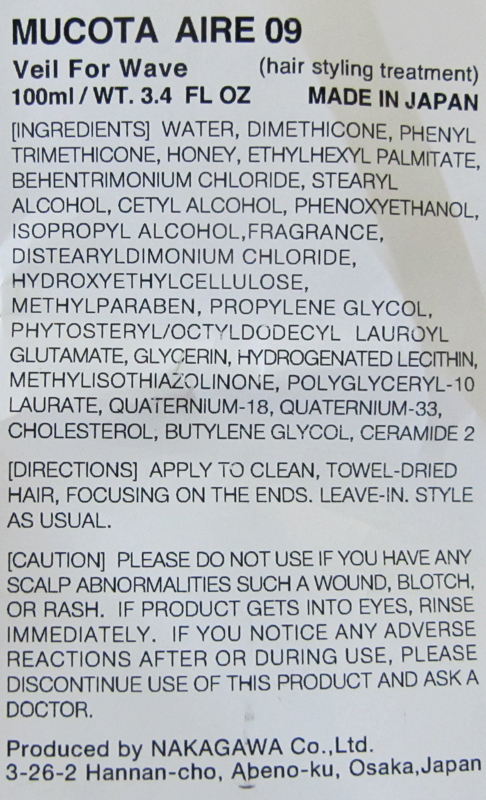 MUCOTA AIRE 09
Veil For Wave (hair styling treatment)
100ml / WT. 3.4 FL OZ MADE IN JAPAN
[INGREDIENTS] WATER, DIMETHICONE, PHENYL
TRIMETHICONE, HONEY, ETHYLHEXYL PALMITATE,
BEHENTRIMONIUM CHLORIDE, STEARYL
ALCOHOL, CETYL ALCOHOL, PHENOXYETHANOL,
ISOPROPYL ALCOHOL,FRAGRANCE,
DISTEARYLDIMONIUM CHLORIDE,
HYDROXYETHYLCELLULOSE,
METHYLPARABEN, PROPYLENE GLYCOL,
PHYTOSTERYL/OCTYLDODECYL LAUROYL
GLUTAMATE, GLYCERIN, HYDROGENATED LECITHIN,
METHYLISOTHIAZOLINONE, POLYGLYCERYL-10
LAURATE, QUATERNIUM-18, QUATERNIUM-33,
CHOLESTEROL, BUTYLENE GLYCOL, CERAMIDE 2
[DIRECTIONS] APPLY TO CLEAN, TOWEL-DRIED
HAIR, FOCUSING ON THE ENDS. LEAVE-IN. STYLE
AS USUAL.
[CAUTION] PLEASE DO NOT USE IF YOU HAVE ANY
SCALP ABNORMALITIES SUCH A WOUND, BLOTCH,
OR RASH. IF PRODUCT GETS INTO EYES, RINSE
IMMEDIATELY. IF YOU NOTICE ANY ADVERSE
REACTIONS AFTER OR DURING USE, PLEASE
DISCONTINUE USE OF THIS PRODUCT AND ASK A
DOCTOR.
Produced by NAKAGAWA Co.,Ltd.
3-26-2 Hannan-cho, Abeno-ku, Osaka,Japan